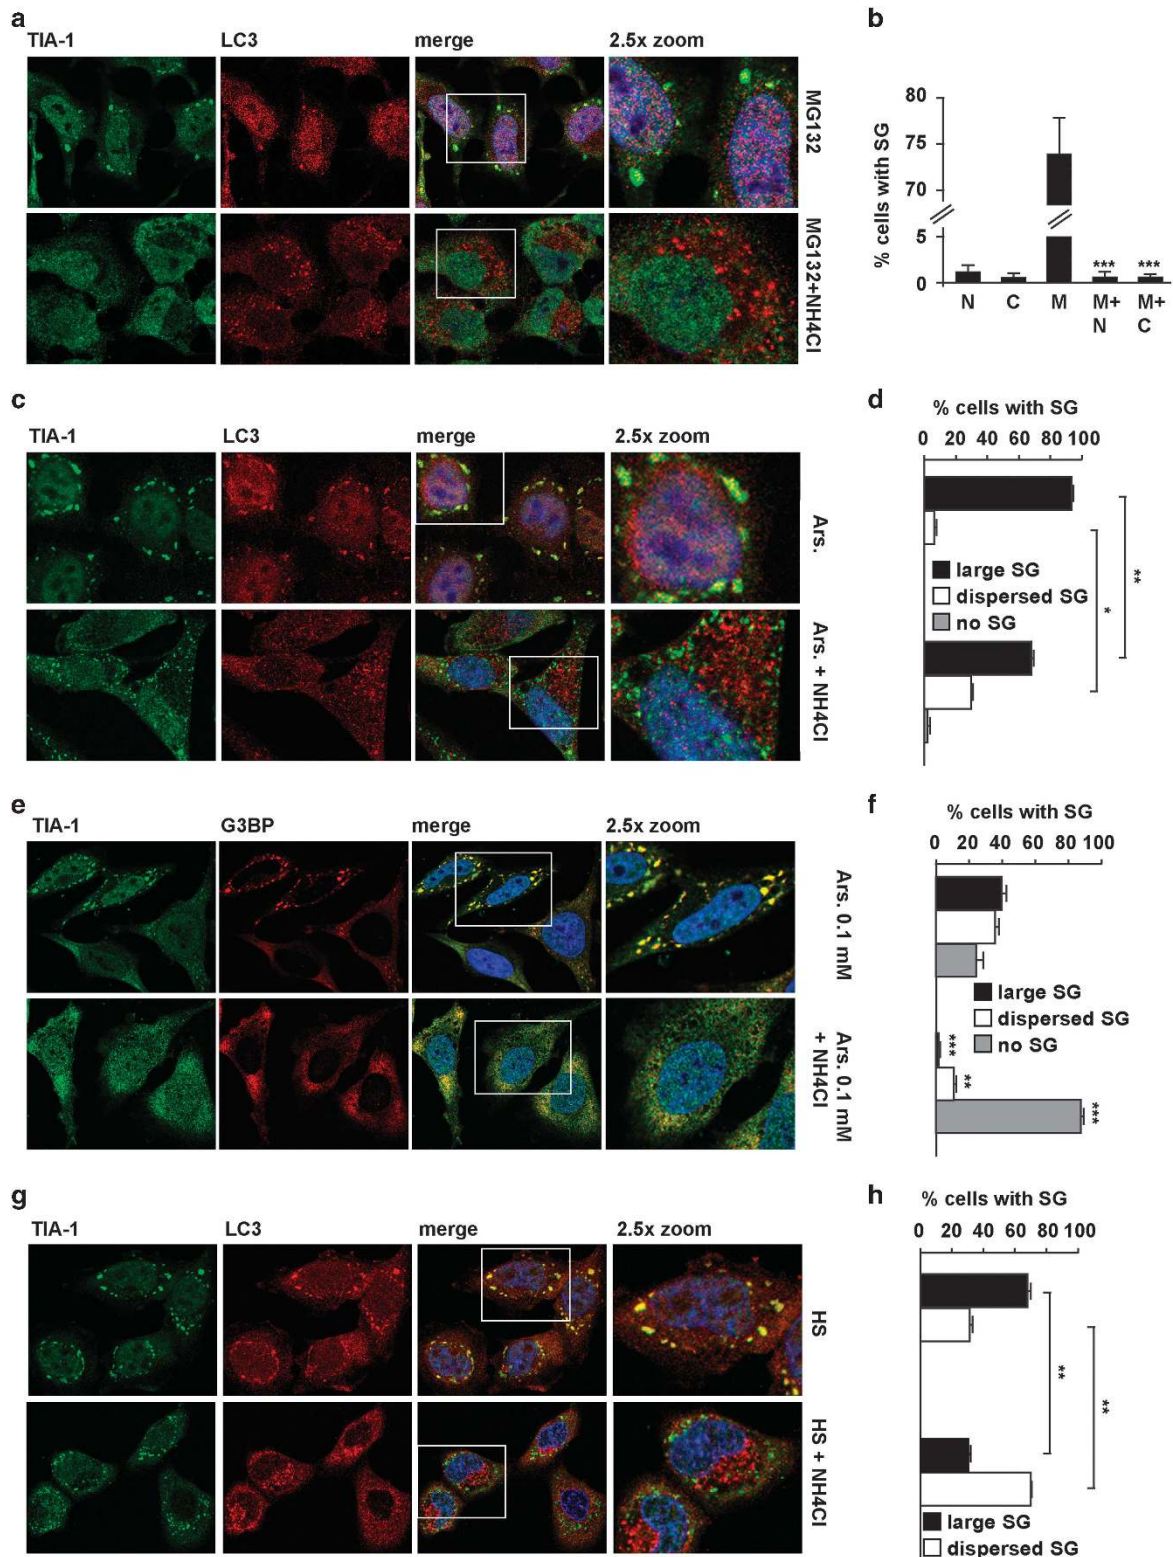 a
TIA-1 LC3 merge 2.5x zoom
MG132
MG132+NH4Cl
b
% cells with SG
80
75
70
5
0
*** ***
N C M M+ M+
N C
c
TIA-1 LC3 merge 2.5x zoom
Ars.
Ars. + NH4Cl
d
% cells with SG
0 20 40 60 80 100
large SG
dispersed SG
no SG
*
**
e
TIA-1 G3BP merge 2.5x zoom
Ars. 0.1 mM
Ars. 0.1 mM
+ NH4Cl
f
% cells with SG
0 20 40 60 80 100
large SG
dispersed SG
no SG
***
**
***
g
TIA-1 LC3 merge 2.5x zoom
HS
HS + NH4Cl
h
% cells with SG
0 20 40 60 80 100
**
**
large SG
dispersed SG